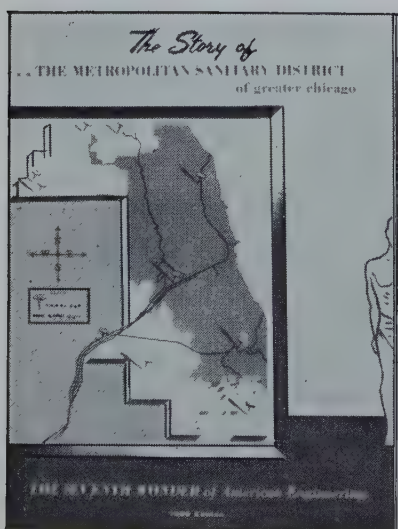 The Story of
. . THE METROPOLITAN SANITARY DISTRICT
of greater chicago
N
W E
S
THE SEVENTH WONDER of American Engineering